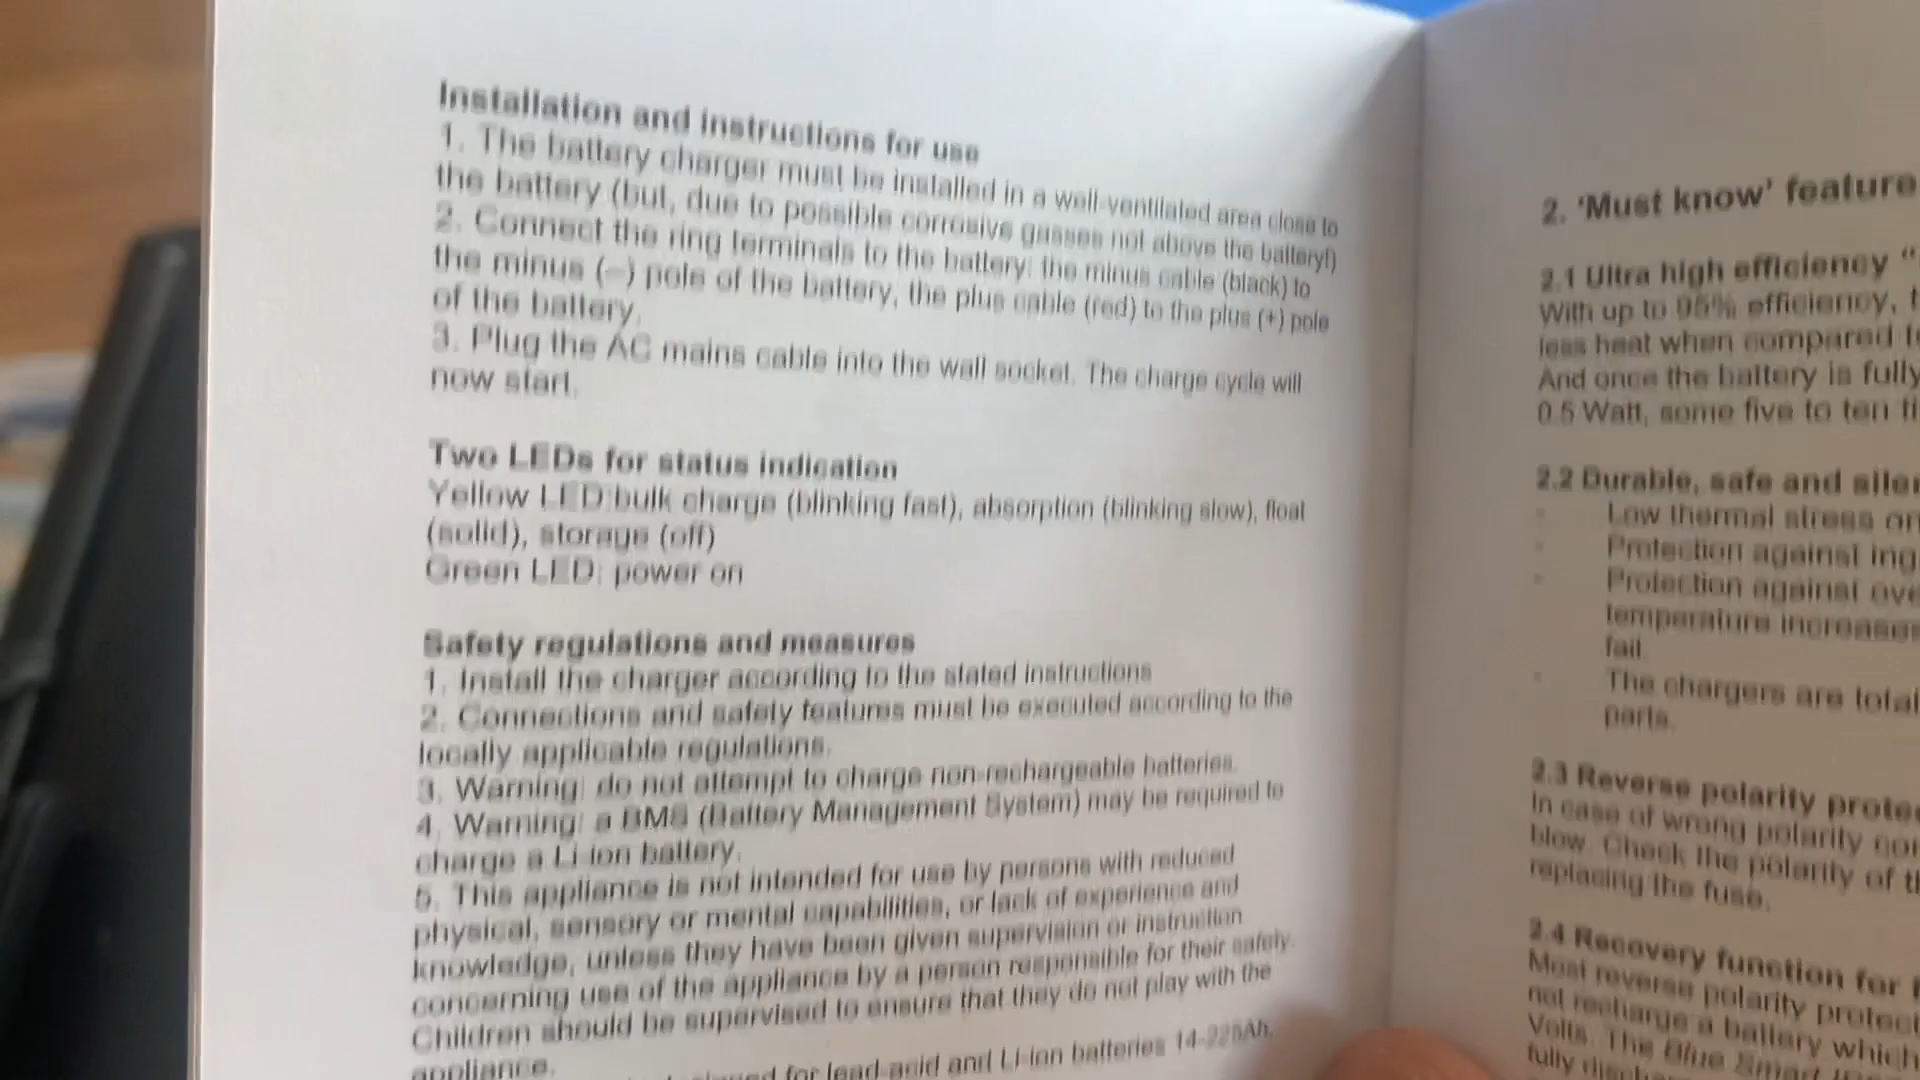 Installation and instructions for use
1. The battery charger must be installed in a well-ventilated area close to
the battery (but, due to possible corrosive gasses not above the battery!)
2. Connect the ring terminals to the battery: the minus cable (black) to
the minus (–) pole of the battery, the plus cable (red) to the plus (+) pole
of the battery.
3. Plug the AC mains cable into the wall socket. The charge cycle will
now start.
Two LEDs for status indication
Yellow LED:bulk charge (blinking fast), absorption (blinking slow), float
(solid), storage (off)
Green LED: power on
Safety regulations and measures
1. Install the charger according to the stated instructions
2. Connections and safety features must be executed according to the
locally applicable regulations.
3. Warning: do not attempt to charge non-rechargeable batteries.
4. Warning: a BMS (Battery Management System) may be required to
charge a Li-ion battery.
5. This appliance is not intended for use by persons with reduced
physical, sensory or mental capabilities, or lack of experience and
knowledge, unless they have been given supervision or instruction
concerning use of the appliance by a person responsible for their safety.
Children should be supervised to ensure that they do not play with the
appliance.
designed for lead-acid and Li-ion batteries 14-225Ah.
2. 'Must know' feature
2.1 Ultra high efficiency "
With up to 95% efficiency, t
less heat when compared t
And once the battery is fully
0.5 Watt, some five to ten ti
2.2 Durable, safe and silen
- Low thermal stress on
- Protection against ing
- Protection against ove
temperature increases
fail.
- The chargers are total
parts.
2.3 Reverse polarity prote
In case of wrong polarity con
blow. Check the polarity of t
replacing the fuse.
2.4 Recovery function for f
Most reverse polarity protect
not recharge a battery which
Volts. The Blue Smart
fully discha